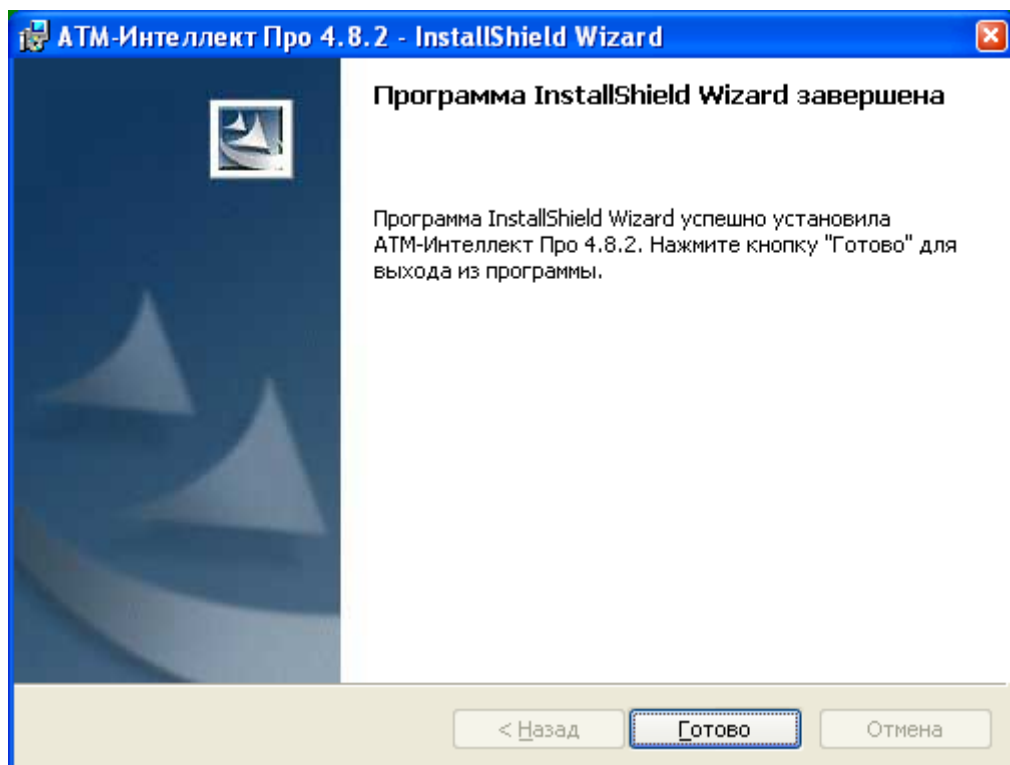 АТМ-Интеллект Про 4.8.2 - InstallShield Wizard
Программа InstallShield Wizard завершена
Программа InstallShield Wizard успешно установила
АТМ-Интеллект Про 4.8.2. Нажмите кнопку "Готово" для
выхода из программы.
< Назад Готово Отмена